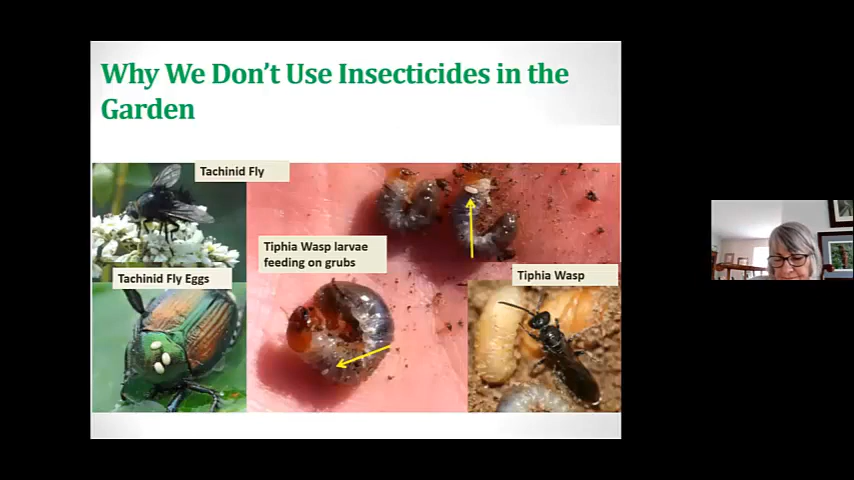 Why We Don't Use Insecticides in the
Garden
Tachinid Fly
Tiphia Wasp larvae
feeding on grubs
Tachinid Fly Eggs
Tiphia Wasp